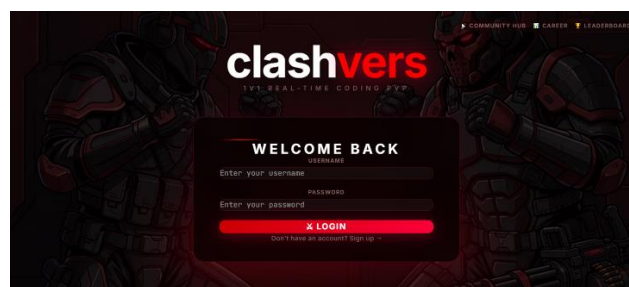 COMMUNITY HUB CAREER LEADERBOARD
clashvers
1V1 REAL-TIME CODING PVP
WELCOME BACK
USERNAME
Enter your username
PASSWORD
Enter your password
LOGIN
Don't have an account? Sign up →